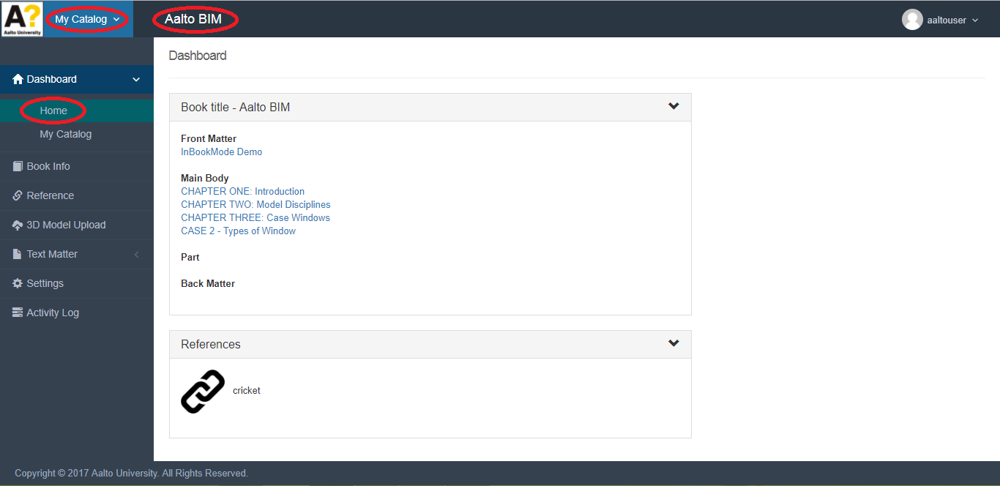 A?
Aalto University
My Catalog
Aalto BIM
aaltouser
Dashboard
Home
My Catalog
Book Info
Reference
3D Model Upload
Text Matter
Settings
Activity Log
Dashboard
Book title - Aalto BIM
Front Matter
InBookMode Demo
Main Body
CHAPTER ONE: Introduction
CHAPTER TWO: Model Disciplines
CHAPTER THREE: Case Windows
CASE 2 - Types of Window
Part
Back Matter
References
cricket
Copyright © 2017 Aalto University. All Rights Reserved.